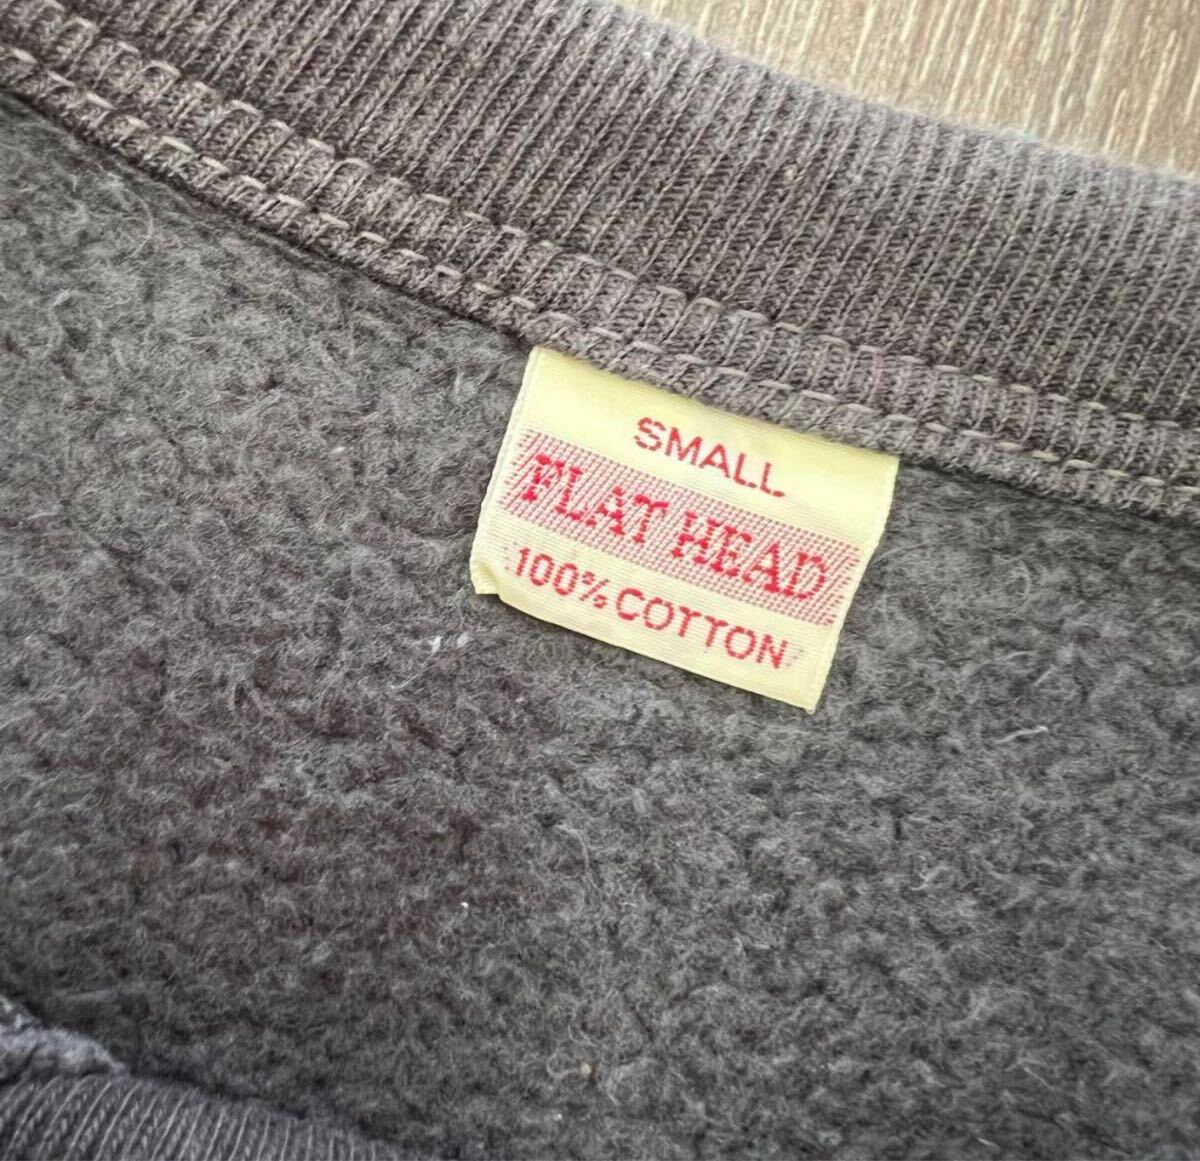 SMALL
FLAT HEAD
100% COTTON